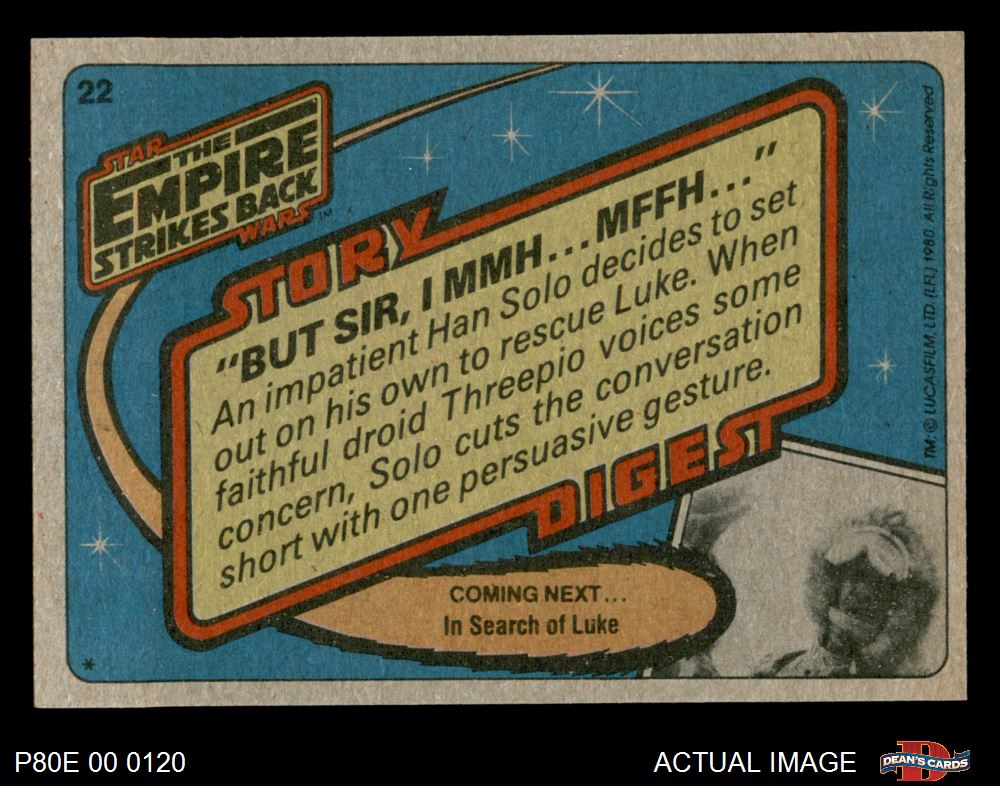 22
STAR
THE
EMPIRE
STRIKES BACK
WARS™
STORY
"BUT SIR, I MMH...MFFH..."
An impatient Han Solo decides to set
out on his own to rescue Luke. When
faithful droid Threepio voices some
concern, Solo cuts the conversation
short with one persuasive gesture.
DIGEST
COMING NEXT...
In Search of Luke
*
TM: © LUCASFILM, LTD. (LFL) 1980. All Rights Reserved
P80E 00 0120
ACTUAL IMAGE
D
DEAN'S CARDS